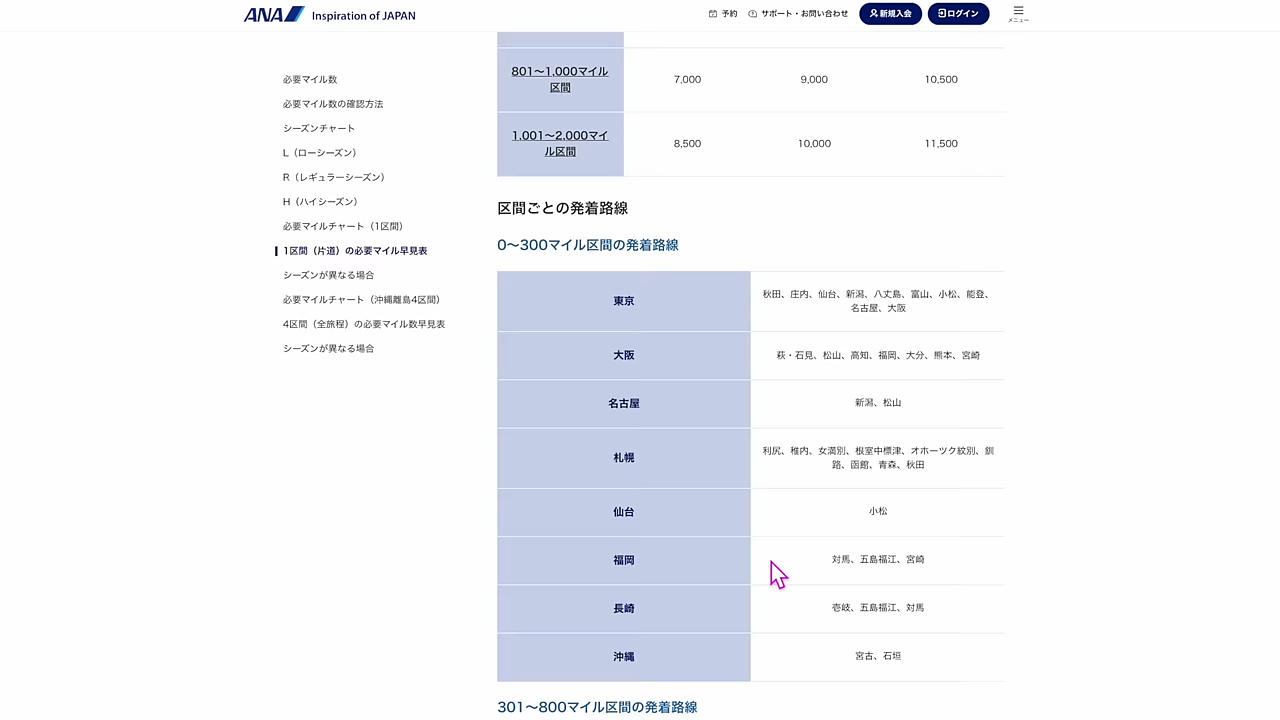 ANA Inspiration of JAPAN
予約
サポート・お問い合わせ
新規入会
ログイン
メニュー
必要マイル数
必要マイル数の確認方法
シーズンチャート
L（ローシーズン）
R（レギュラーシーズン）
H（ハイシーズン）
必要マイルチャート（1区間）
1区間（片道）の必要マイル早見表
シーズンが異なる場合
必要マイルチャート（沖縄離島4区間）
4区間（全旅程）の必要マイル数早見表
シーズンが異なる場合
801～1,000マイル
区間
7,000
9,000
10,500
1,001～2,000マイ
ル区間
8,500
10,000
11,500
区間ごとの発着路線
0～300マイル区間の発着路線
東京
秋田、庄内、仙台、新潟、八丈島、富山、小松、能登、
名古屋、大阪
大阪
萩・石見、松山、高知、福岡、大分、熊本、宮崎
名古屋
新潟、松山
札幌
利尻、稚内、女満別、根室中標津、オホーツク紋別、釧
路、函館、青森、秋田
仙台
小松
福岡
対馬、五島福江、宮崎
長崎
壱岐、五島福江、対馬
沖縄
宮古、石垣
301～800マイル区間の発着路線